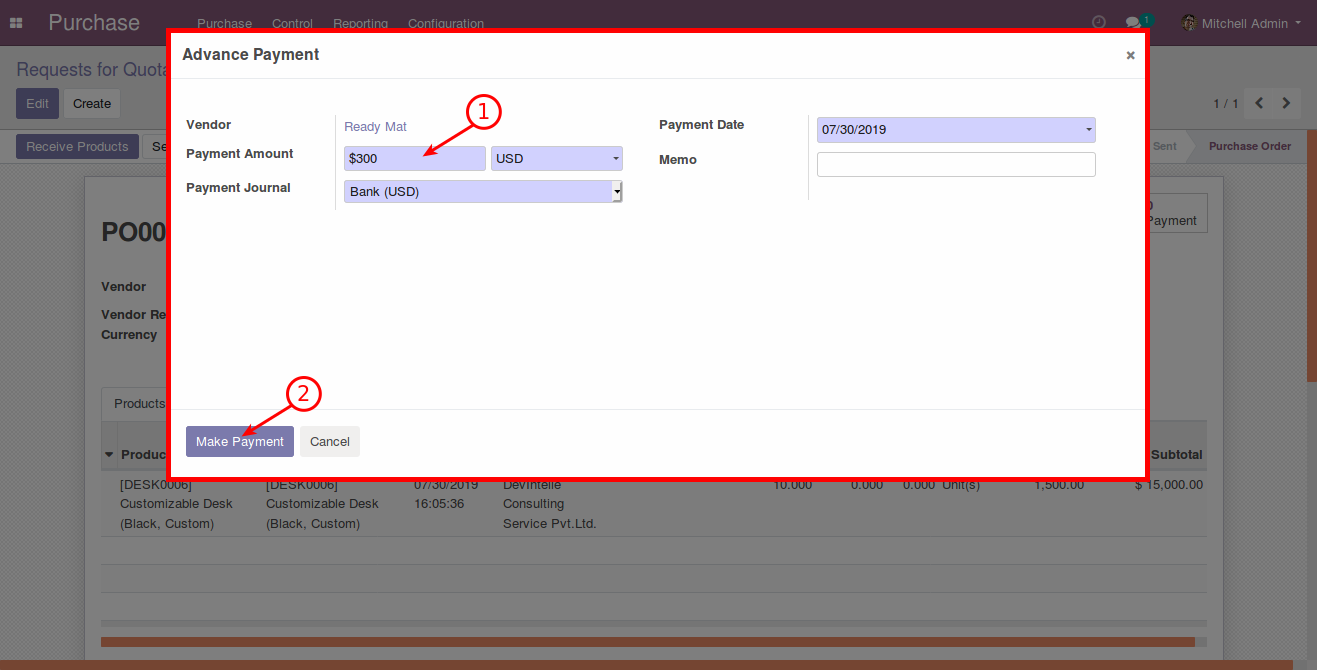 Purchase Purchase Control Reporting Configuration 1 Mitchell Admin
Advance Payment ×
Requests for Quota
Edit Create 1 / 1
Vendor Ready Mat Payment Date 07/30/2019
Payment Amount $300 USD Memo
Payment Journal Bank (USD)
1
Receive Products Se Sent Purchase Order
Payment
PO00
Vendor
Vendor Re
Currency
2
Products
Make Payment Cancel
Produc Subtotal
[DESK0006] [DESK0006] 07/30/2019 DevIntelle 10.000 0.000 0.000 Unit(s) 1,500.00 $ 15,000.00
Customizable Desk Customizable Desk 16:05:36 Consulting
(Black, Custom) (Black, Custom) Service Pvt.Ltd.